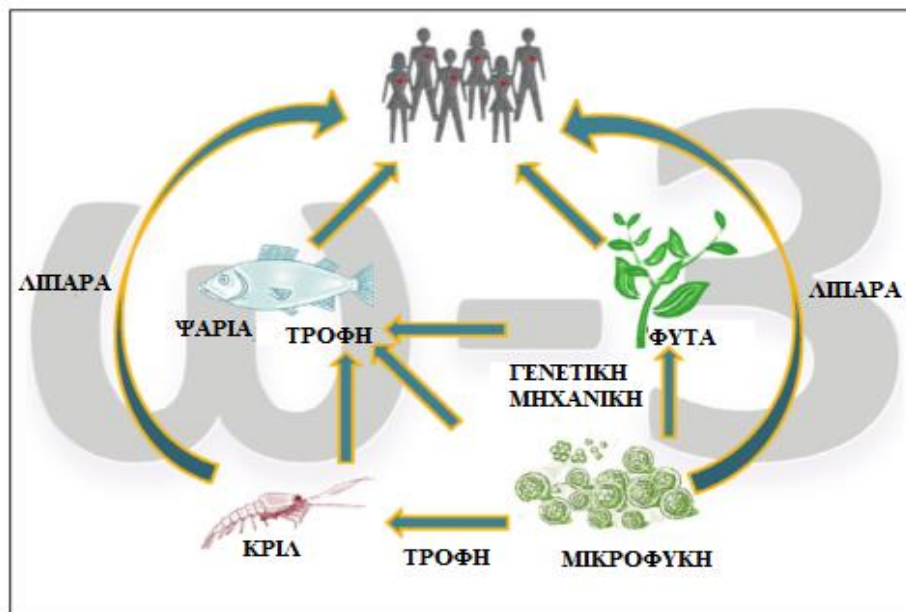 ω-3
ΛΙΠΑΡΑ
ΛΙΠΑΡΑ
ΨΑΡΙΑ
ΤΡΟΦΗ
ΦΥΤΑ
ΓΕΝΕΤΙΚΗ
ΜΗΧΑΝΙΚΗ
ΚΡΙΛ
ΤΡΟΦΗ
ΜΙΚΡΟΦΥΚΗ